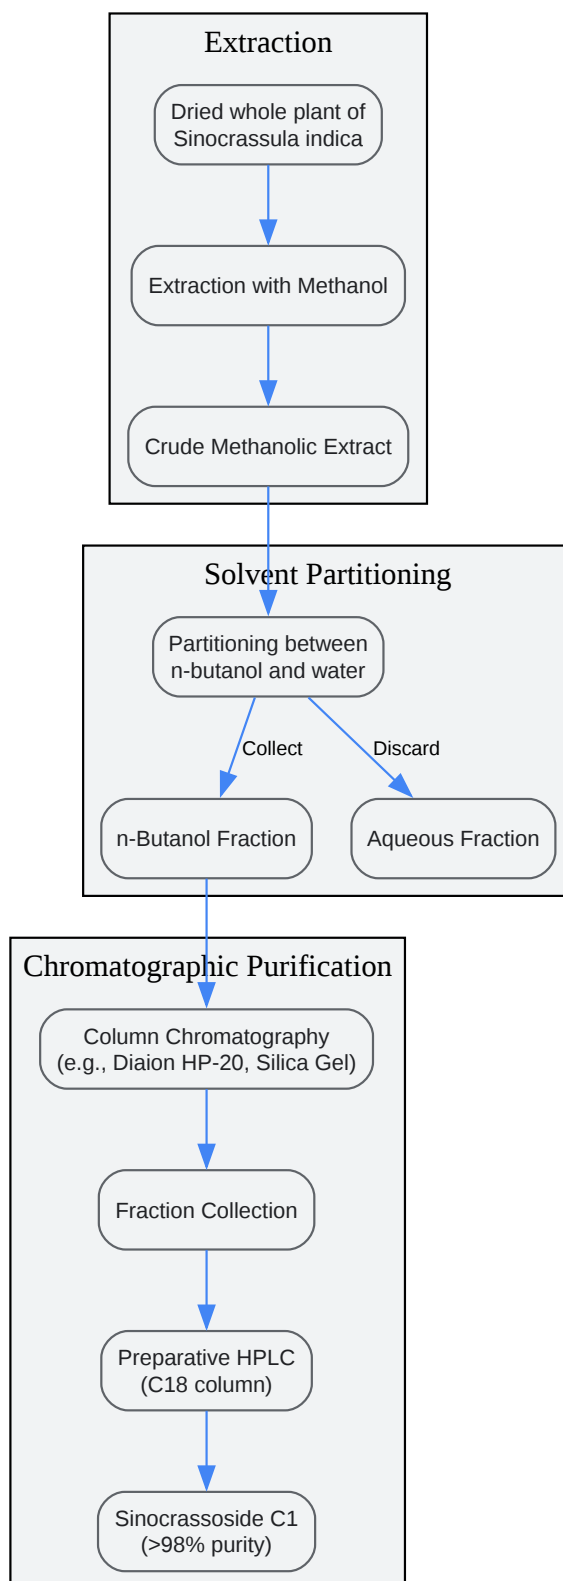 Extraction
Dried whole plant of
Sinocrassula indica
Extraction with Methanol
Crude Methanolic Extract
Solvent Partitioning
Partitioning between
n-butanol and water
Collect
Discard
n-Butanol Fraction
Aqueous Fraction
Chromatographic Purification
Column Chromatography
(e.g., Diaion HP-20, Silica Gel)
Fraction Collection
Preparative HPLC
(C18 column)
Sinocrassoside C1
(>98% purity)